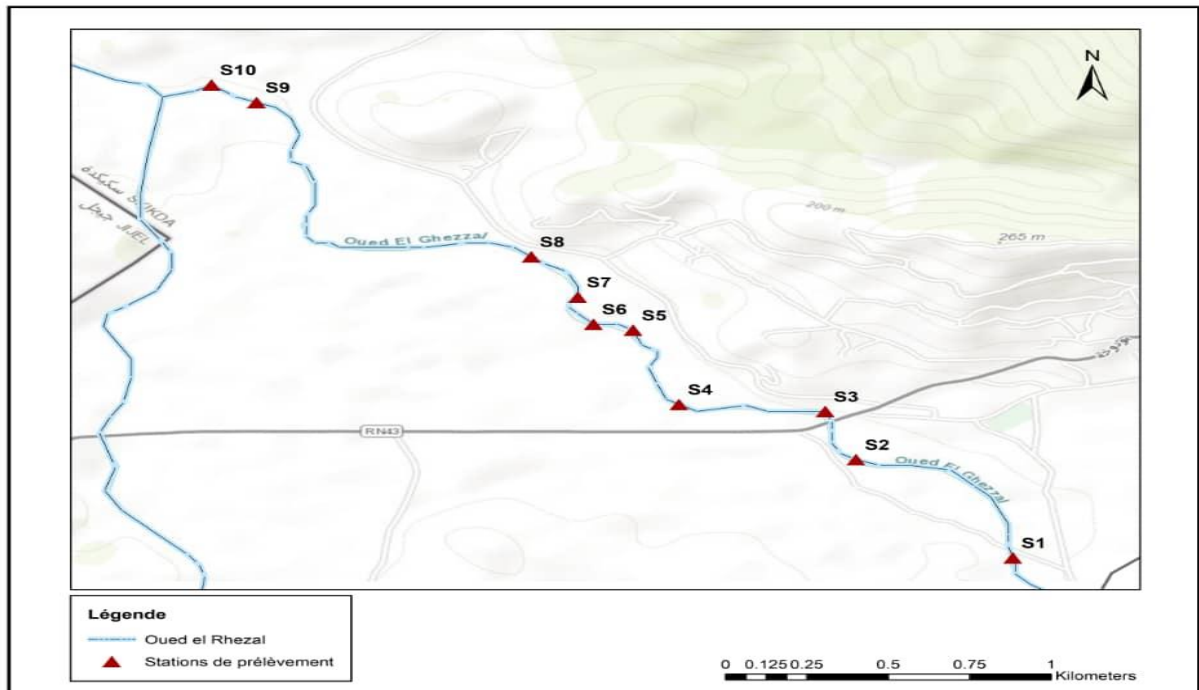 N
S10
S9
سكيكدة SKIKDA
جيجل JIJEL
200 m
265 m
Oued El Ghezzal
S8
S7
S6
S5
S4
S3
RN43
S2
Oued El Ghezzal
S1
Légende
Oued el Rhezal
Stations de prélèvement
0 0.125 0.25 0.5 0.75 1
Kilometers